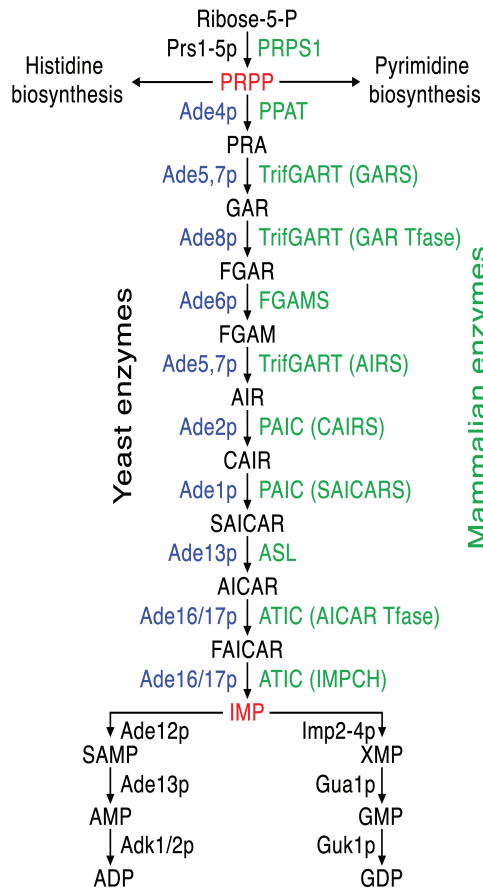 Ribose-5-P
Prs1-5p PRPS1
Histidine
biosynthesis
PRPP
Pyrimidine
biosynthesis
Ade4p PPAT
PRA
Ade5,7p TrifGART (GARS)
GAR
Ade8p TrifGART (GAR Tfase)
FGAR
Ade6p FGAMS
FGAM
Ade5,7p TrifGART (AIRS)
AIR
Ade2p PAIC (CAIRS)
CAIR
Ade1p PAIC (SAICARS)
SAICAR
Ade13p ASL
AICAR
Ade16/17p ATIC (AICAR Tfase)
FAICAR
Ade16/17p ATIC (IMPCH)
IMP
Ade12p Imp2-4p
SAMP XMP
Ade13p Gua1p
AMP GMP
Adk1/2p Guk1p
ADP GDP
Yeast enzymes
Mammalian enzymes